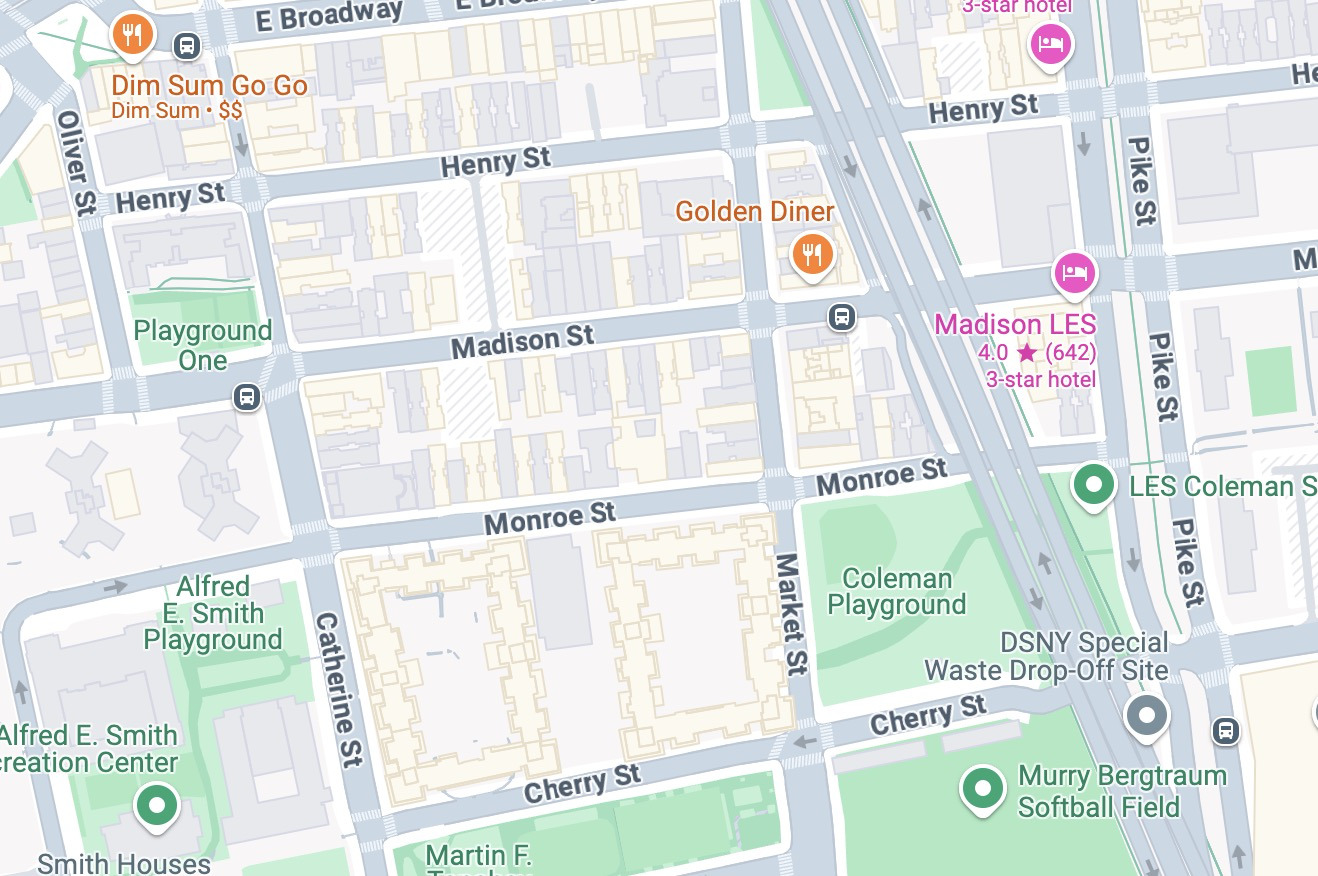 E Broadway
3-star hotel
Dim Sum Go Go
Dim Sum • $$
Oliver St
Henry St
Henry St
Henry St
Pike St
Golden Diner
Playground
One
Madison St
Madison LES
4.0 ★ (642)
3-star hotel
Pike St
Monroe St
Monroe St
LES Coleman S
Pike St
Alfred
E. Smith
Playground
Catherine St
Market St
Coleman
Playground
DSNY Special
Waste Drop-Off Site
Cherry St
Alfred E. Smith
creation Center
Cherry St
Murry Bergtraum
Softball Field
Martin F.
Smith Houses